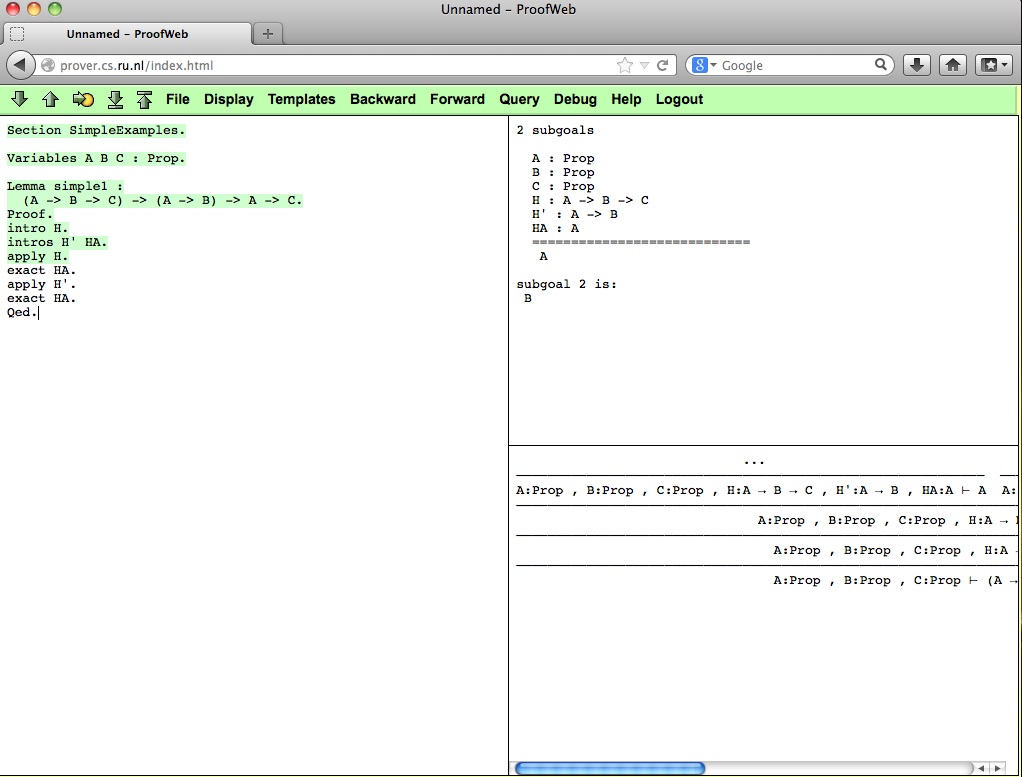 Unnamed – ProofWeb
Unnamed – ProofWeb
prover.cs.ru.nl/index.html
Google
File Display Templates Backward Forward Query Debug Help Logout
Section SimpleExamples.
Variables A B C : Prop.
Lemma simple1 :
(A -> B -> C) -> (A -> B) -> A -> C.
Proof.
intro H.
intros H' HA.
apply H.
exact HA.
apply H'.
exact HA.
Qed.
2 subgoals
A : Prop
B : Prop
C : Prop
H : A -> B -> C
H' : A -> B
HA : A
============================
A
subgoal 2 is:
B
...
A:Prop , B:Prop , C:Prop , H:A → B → C , H':A → B , HA:A ⊢ A A:
A:Prop , B:Prop , C:Prop , H:A →
A:Prop , B:Prop , C:Prop , H:A
A:Prop , B:Prop , C:Prop ⊢ (A →